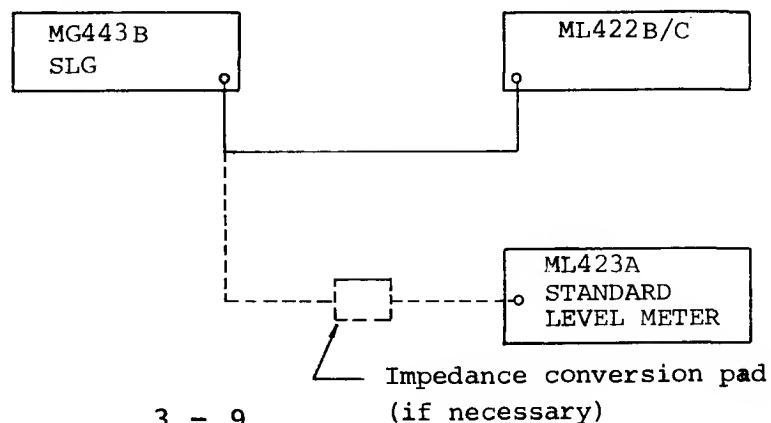 MG443B
SLG
ML422B/C
ML423A
STANDARD
LEVEL METER
Impedance conversion pad
(if necessary)
3 - 9